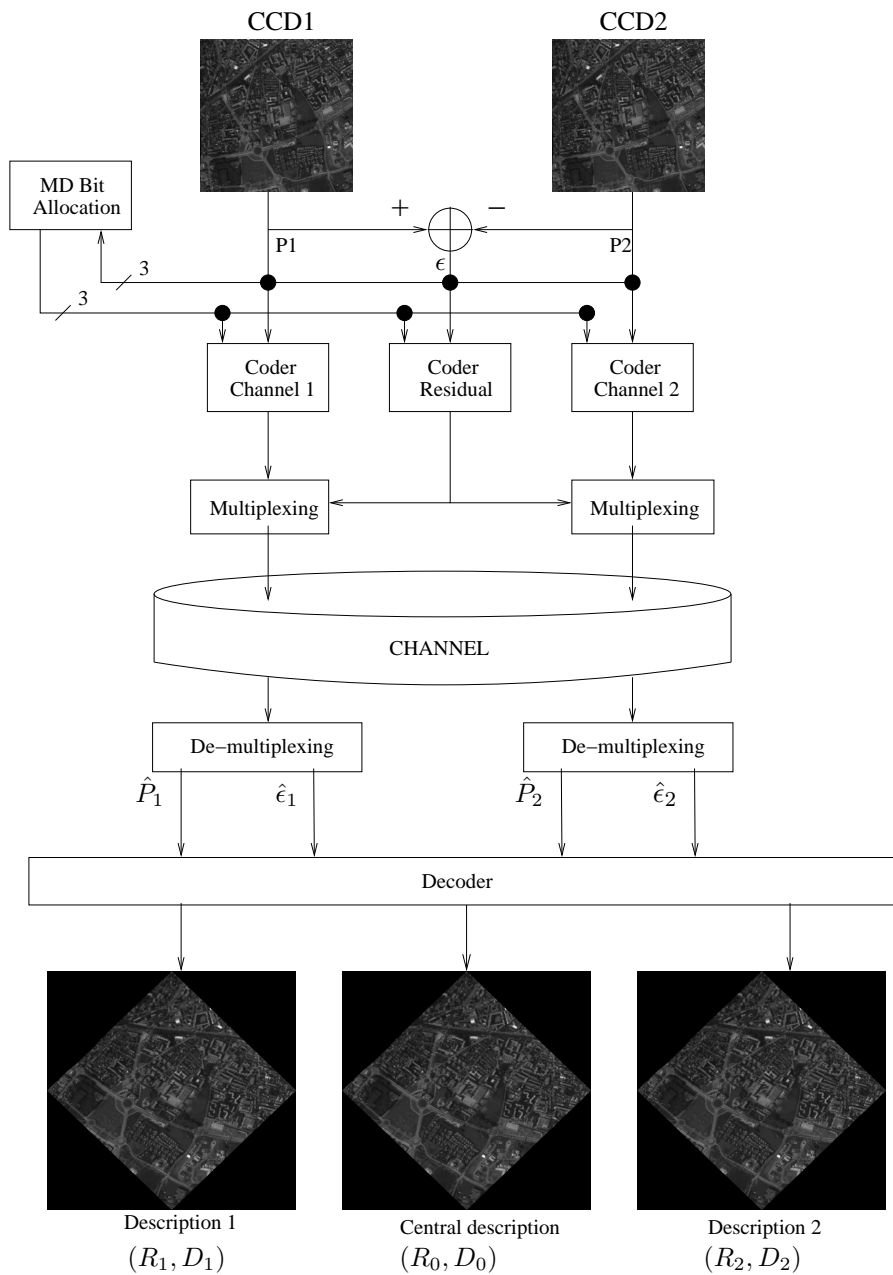 CCD1 CCD2
MD Bit
Allocation
+ −
P1 P2
ϵ
3
3
Coder
Channel 1
Coder
Residual
Coder
Channel 2
Multiplexing Multiplexing
CHANNEL
De−multiplexing De−multiplexing
P̂₁ ϵ̂₁ P̂₂ ϵ̂₂
Decoder
Description 1 Central description Description 2
(R₁, D₁) (R₀, D₀) (R₂, D₂)